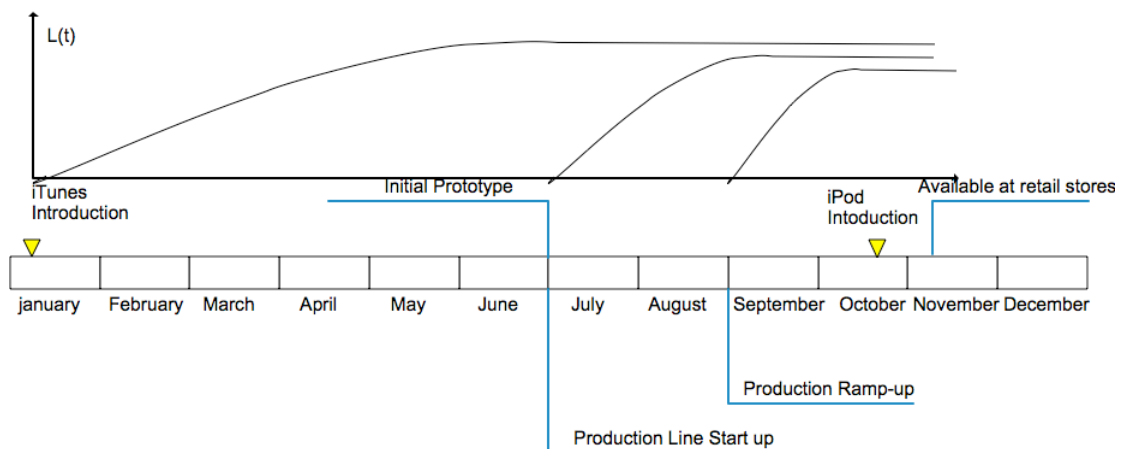 L(t)
iTunes
Introduction
Initial Prototype
iPod
Intoduction
Available at retail stores
january
February
March
April
May
June
July
August
September
October
November
December
Production Ramp-up
Production Line Start up